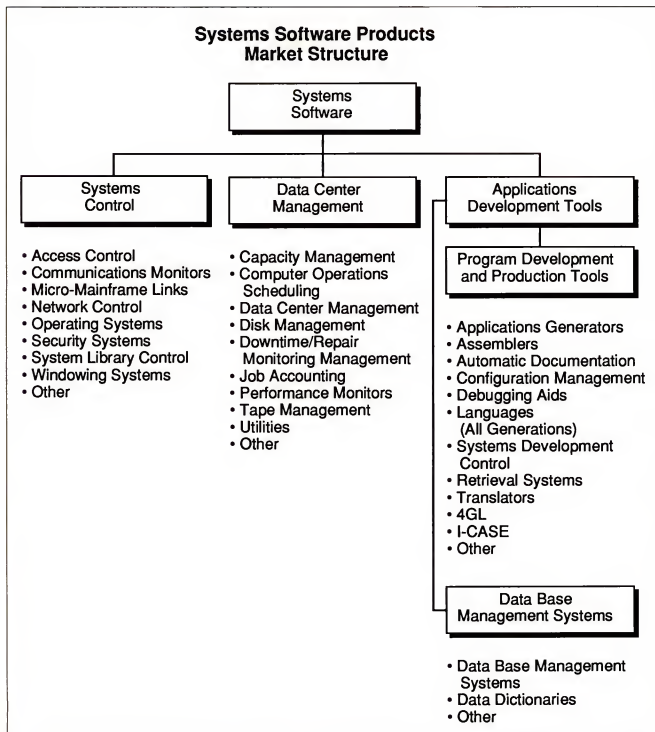 Systems Software Products
Market Structure
Systems
Software
Systems
Control
• Access Control
• Communications Monitors
• Micro-Mainframe Links
• Network Control
• Operating Systems
• Security Systems
• System Library Control
• Windowing Systems
• Other
Data Center
Management
• Capacity Management
• Computer Operations
Scheduling
• Data Center Management
• Disk Management
• Downtime/Repair
Monitoring Management
• Job Accounting
• Performance Monitors
• Tape Management
• Utilities
• Other
Applications
Development Tools
Program Development
and Production Tools
• Applications Generators
• Assemblers
• Automatic Documentation
• Configuration Management
• Debugging Aids
• Languages
(All Generations)
• Systems Development
Control
• Retrieval Systems
• Translators
• 4GL
• I-CASE
• Other
Data Base
Management Systems
• Data Base Management
Systems
• Data Dictionaries
• Other